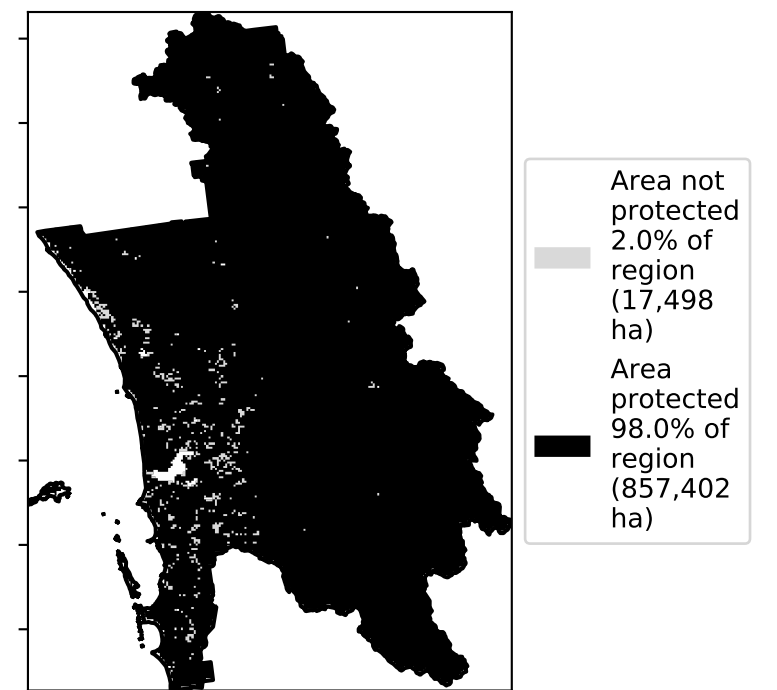 Area not
protected
2.0% of
region
(17,498
ha)
Area
protected
98.0% of
region
(857,402
ha)